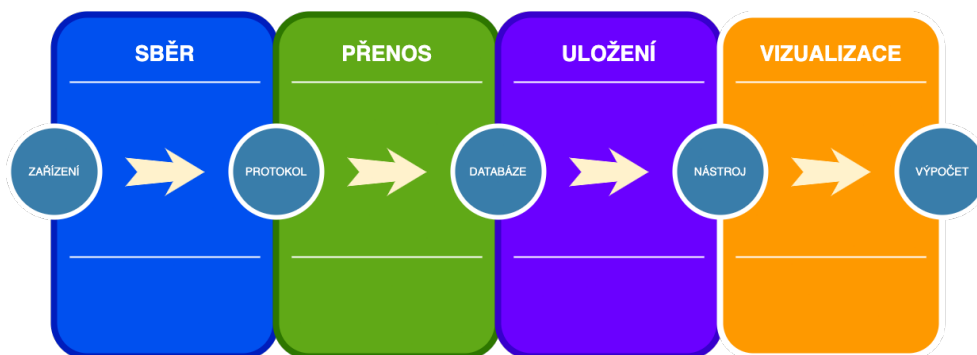 SBĚR
PŘENOS
ULOŽENÍ
VIZUALIZACE
ZAŘÍZENÍ
PROTOKOL
DATABÁZE
NÁSTROJ
VÝPOČET